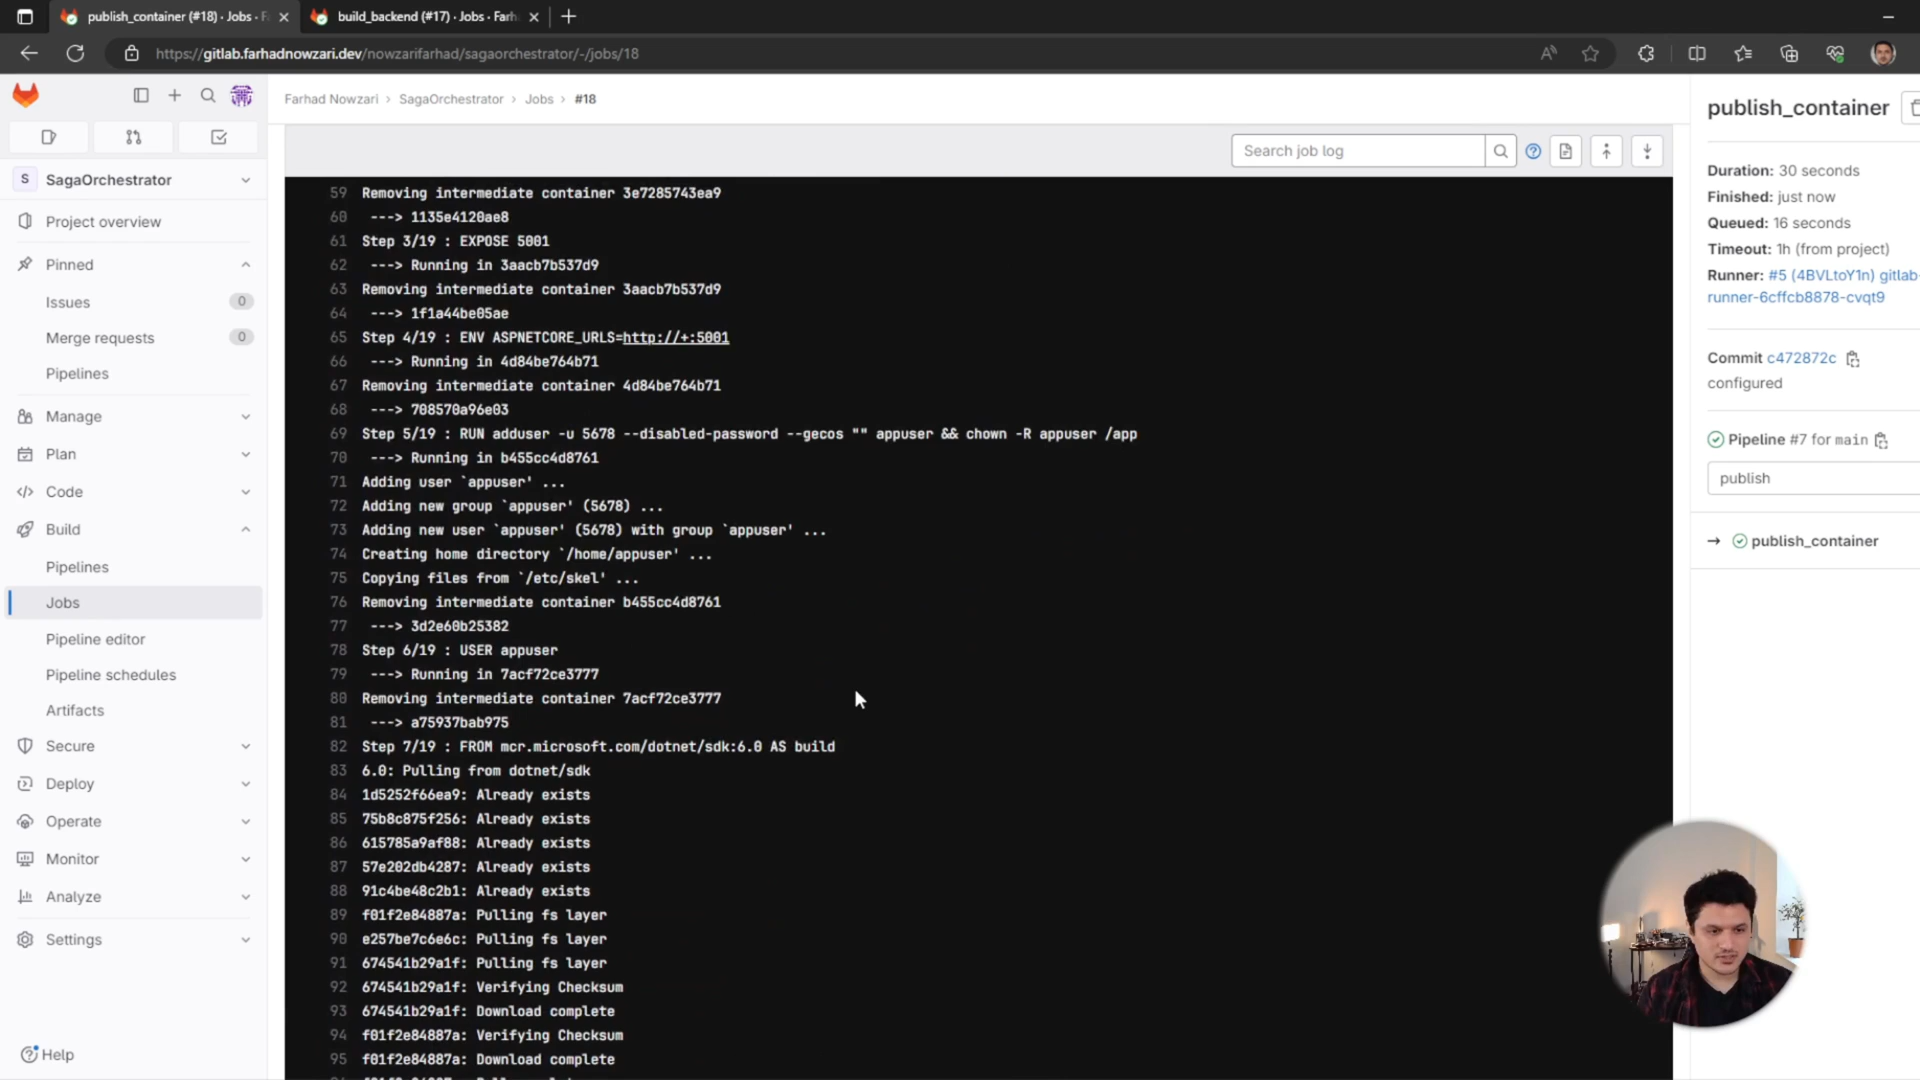 publish_container (#18) · Jobs · F
build_backend (#17) · Jobs · Farh
https://gitlab.farhadnowzari.dev/nowzarifarhad/sagaorchestrator/-/jobs/18
Farhad Nowzari › SagaOrchestrator › Jobs › #18
S SagaOrchestrator
Project overview
Pinned
Issues 0
Merge requests 0
Pipelines
Manage
Plan
Code
Build
Pipelines
Jobs
Pipeline editor
Pipeline schedules
Artifacts
Secure
Deploy
Operate
Monitor
Analyze
Settings
Help
Search job log
59 Removing intermediate container 3e7285743ea9
60 ---> 1135e4120ae8
61 Step 3/19 : EXPOSE 5001
62 ---> Running in 3aacb7b537d9
63 Removing intermediate container 3aacb7b537d9
64 ---> 1f1a44be05ae
65 Step 4/19 : ENV ASPNETCORE_URLS=http://+:5001
66 ---> Running in 4d84be764b71
67 Removing intermediate container 4d84be764b71
68 ---> 708570a96e03
69 Step 5/19 : RUN adduser -u 5678 --disabled-password --gecos "" appuser && chown -R appuser /app
70 ---> Running in b455cc4d8761
71 Adding user `appuser' ...
72 Adding new group `appuser' (5678) ...
73 Adding new user `appuser' (5678) with group `appuser' ...
74 Creating home directory `/home/appuser' ...
75 Copying files from `/etc/skel' ...
76 Removing intermediate container b455cc4d8761
77 ---> 3d2e60b25382
78 Step 6/19 : USER appuser
79 ---> Running in 7acf72ce3777
80 Removing intermediate container 7acf72ce3777
81 ---> a75937bab975
82 Step 7/19 : FROM mcr.microsoft.com/dotnet/sdk:6.0 AS build
83 6.0: Pulling from dotnet/sdk
84 1d5252f66ea9: Already exists
85 75b8c875f256: Already exists
86 615785a9af88: Already exists
87 57e202db4287: Already exists
88 91c4be48c2b1: Already exists
89 f01f2e84887a: Pulling fs layer
90 e257be7c6e6c: Pulling fs layer
91 674541b29a1f: Pulling fs layer
92 674541b29a1f: Verifying Checksum
93 674541b29a1f: Download complete
94 f01f2e84887a: Verifying Checksum
95 f01f2e84887a: Download complete
publish_container
Duration: 30 seconds
Finished: just now
Queued: 16 seconds
Timeout: 1h (from project)
Runner: #5 (4BVLtoY1n) gitlab-
runner-6cffcb8878-cvqt9
Commit c472872c
configured
Pipeline #7 for main
publish
→ publish_container